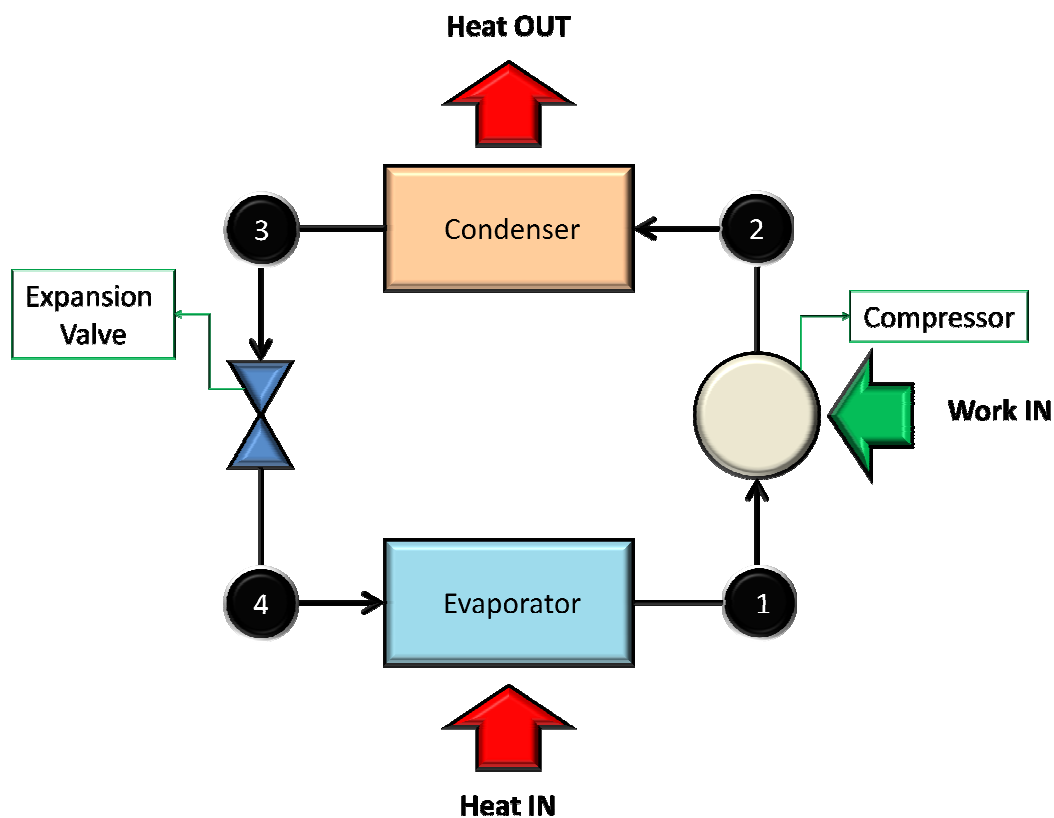 Heat OUT
3
Condenser
2
Expansion
Valve
Compressor
Work IN
4
Evaporator
1
Heat IN